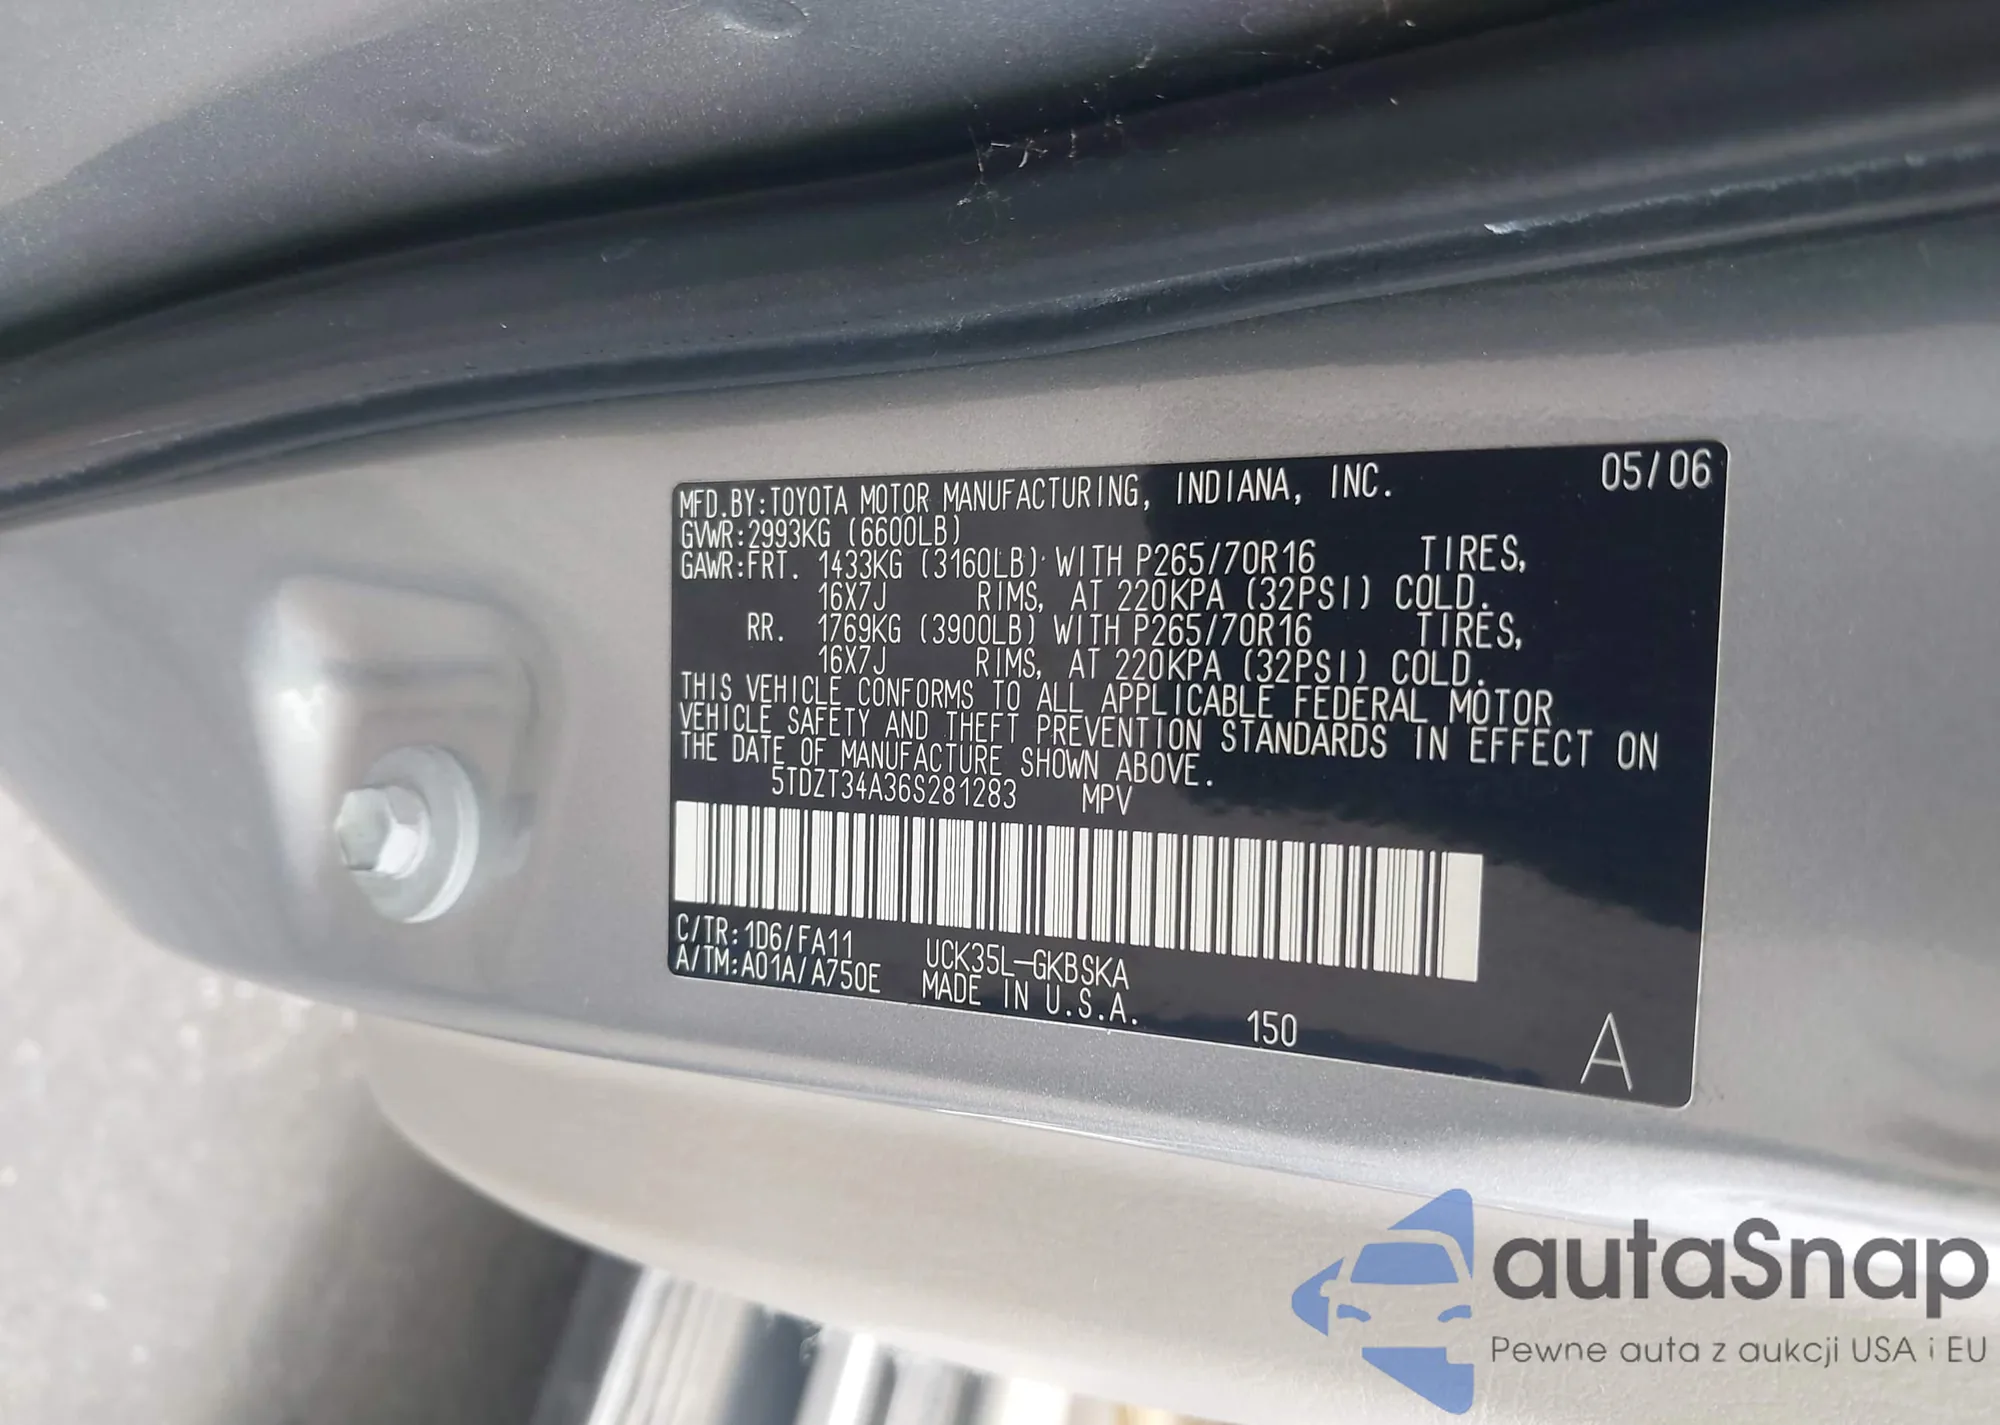 MFD.BY:TOYOTA MOTOR MANUFACTURING, INDIANA, INC. 05/06
GVWR:2993KG (6600LB)
GAWR:FRT. 1433KG (3160LB) WITH P265/70R16 TIRES,
16X7J RIMS, AT 220KPA (32PSI) COLD.
RR. 1769KG (3900LB) WITH P265/70R16 TIRES,
16X7J RIMS, AT 220KPA (32PSI) COLD.
THIS VEHICLE CONFORMS TO ALL APPLICABLE FEDERAL MOTOR
VEHICLE SAFETY AND THEFT PREVENTION STANDARDS IN EFFECT ON
THE DATE OF MANUFACTURE SHOWN ABOVE.
5TDZT34A36S281283 MPV
C/TR:1D6/FA11 UCK35L-GKBSKA
A/TM:A01A/A750E MADE IN U.S.A.
150
A
autaSnap
Pewne auta z aukcji USA i EU